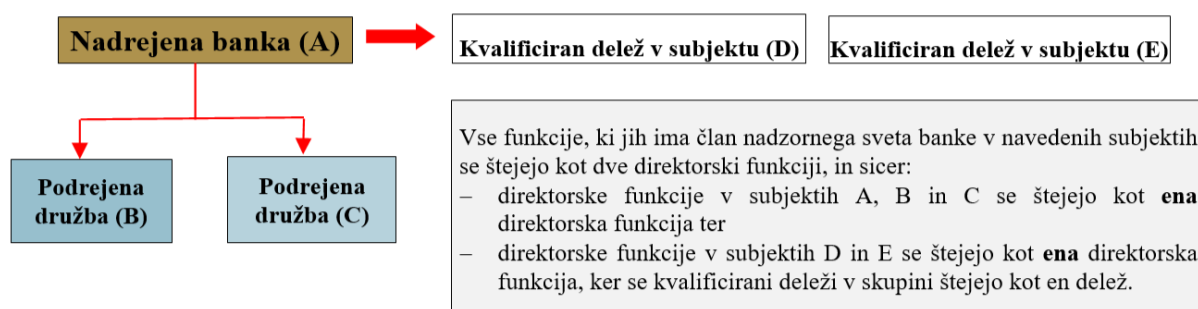 Nadrejena banka (A)
Kvalificiran delež v subjektu (D)
Kvalificiran delež v subjektu (E)
Podrejena
družba (B)
Podrejena
družba (C)
Vse funkcije, ki jih ima član nadzornega sveta banke v navedenih subjektih
se štejejo kot dve direktorski funkciji, in sicer:
– direktorske funkcije v subjektih A, B in C se štejejo kot ena
direktorska funkcija ter
– direktorske funkcije v subjektih D in E se štejejo kot ena direktorska
funkcija, ker se kvalificirani deleži v skupini štejejo kot en delež.